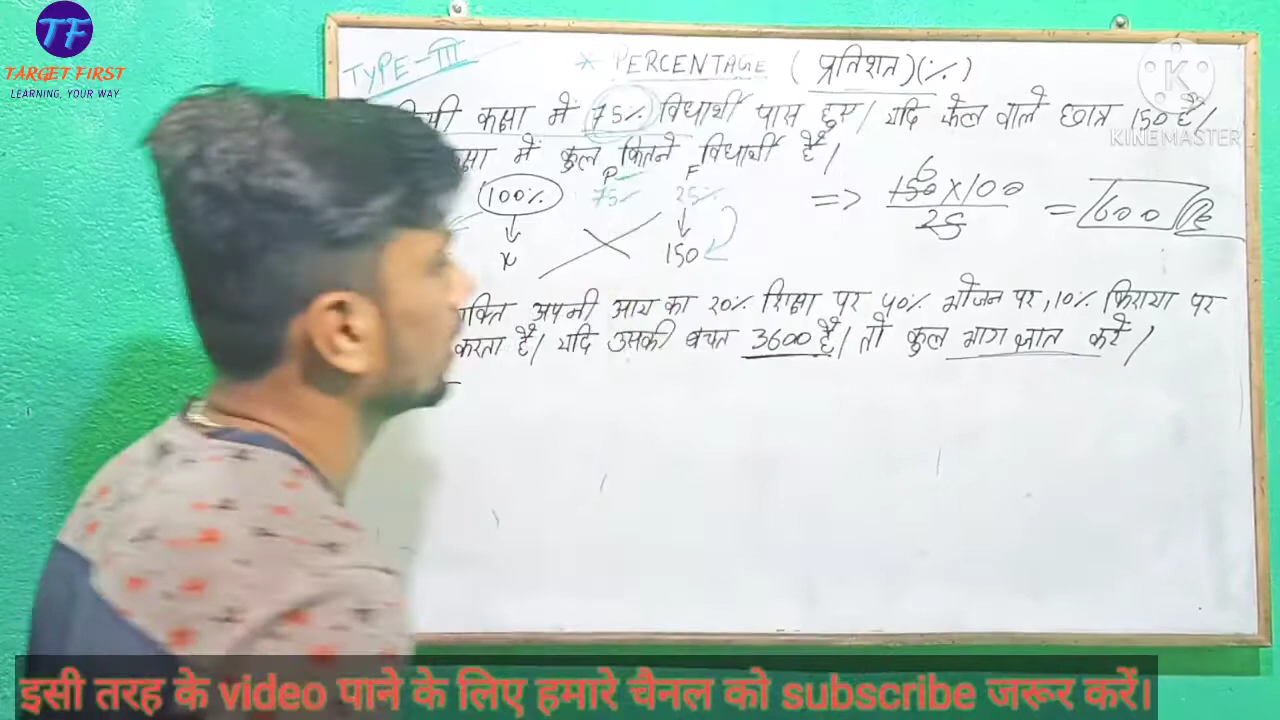 TF
TARGET FIRST
LEARNING, YOUR WAY
TYPE-III
* PERCENTAGE (प्रतिशत)(%)
कक्षा में 75% विधार्थी पास हुए। यदि फेल वाले छात्र 150 है।
में कुल कितने विधार्थी है।
P F
100% 75% 25%
x 150
=> 150 X 100 / 25 = 600
6
अपनी आय का 20% शिक्षा पर 40% भोजन पर, 10% किराया पर
करता है। यदि उसकी बचत 3600 है। तो कुल ज्ञात करें।
K
KINEMASTER
इसी तरह के video पाने के लिए हमारे चैनल को subscribe जरूर करें।